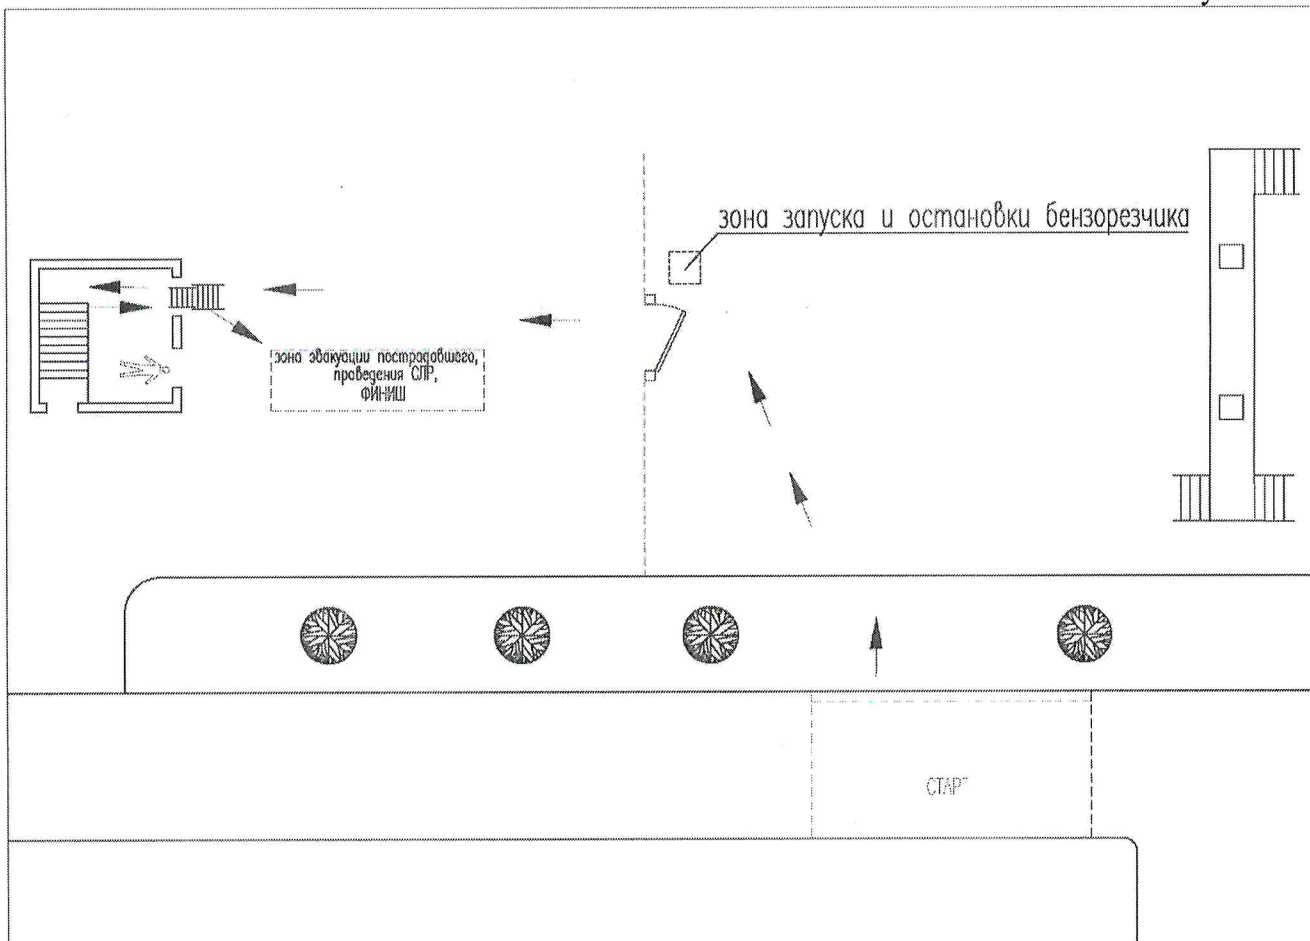 зона запуска и остановки бензорезчика
зона эвакуации пострадавшего,
проведения СЛР,
ФИНИШ
СТАРТ